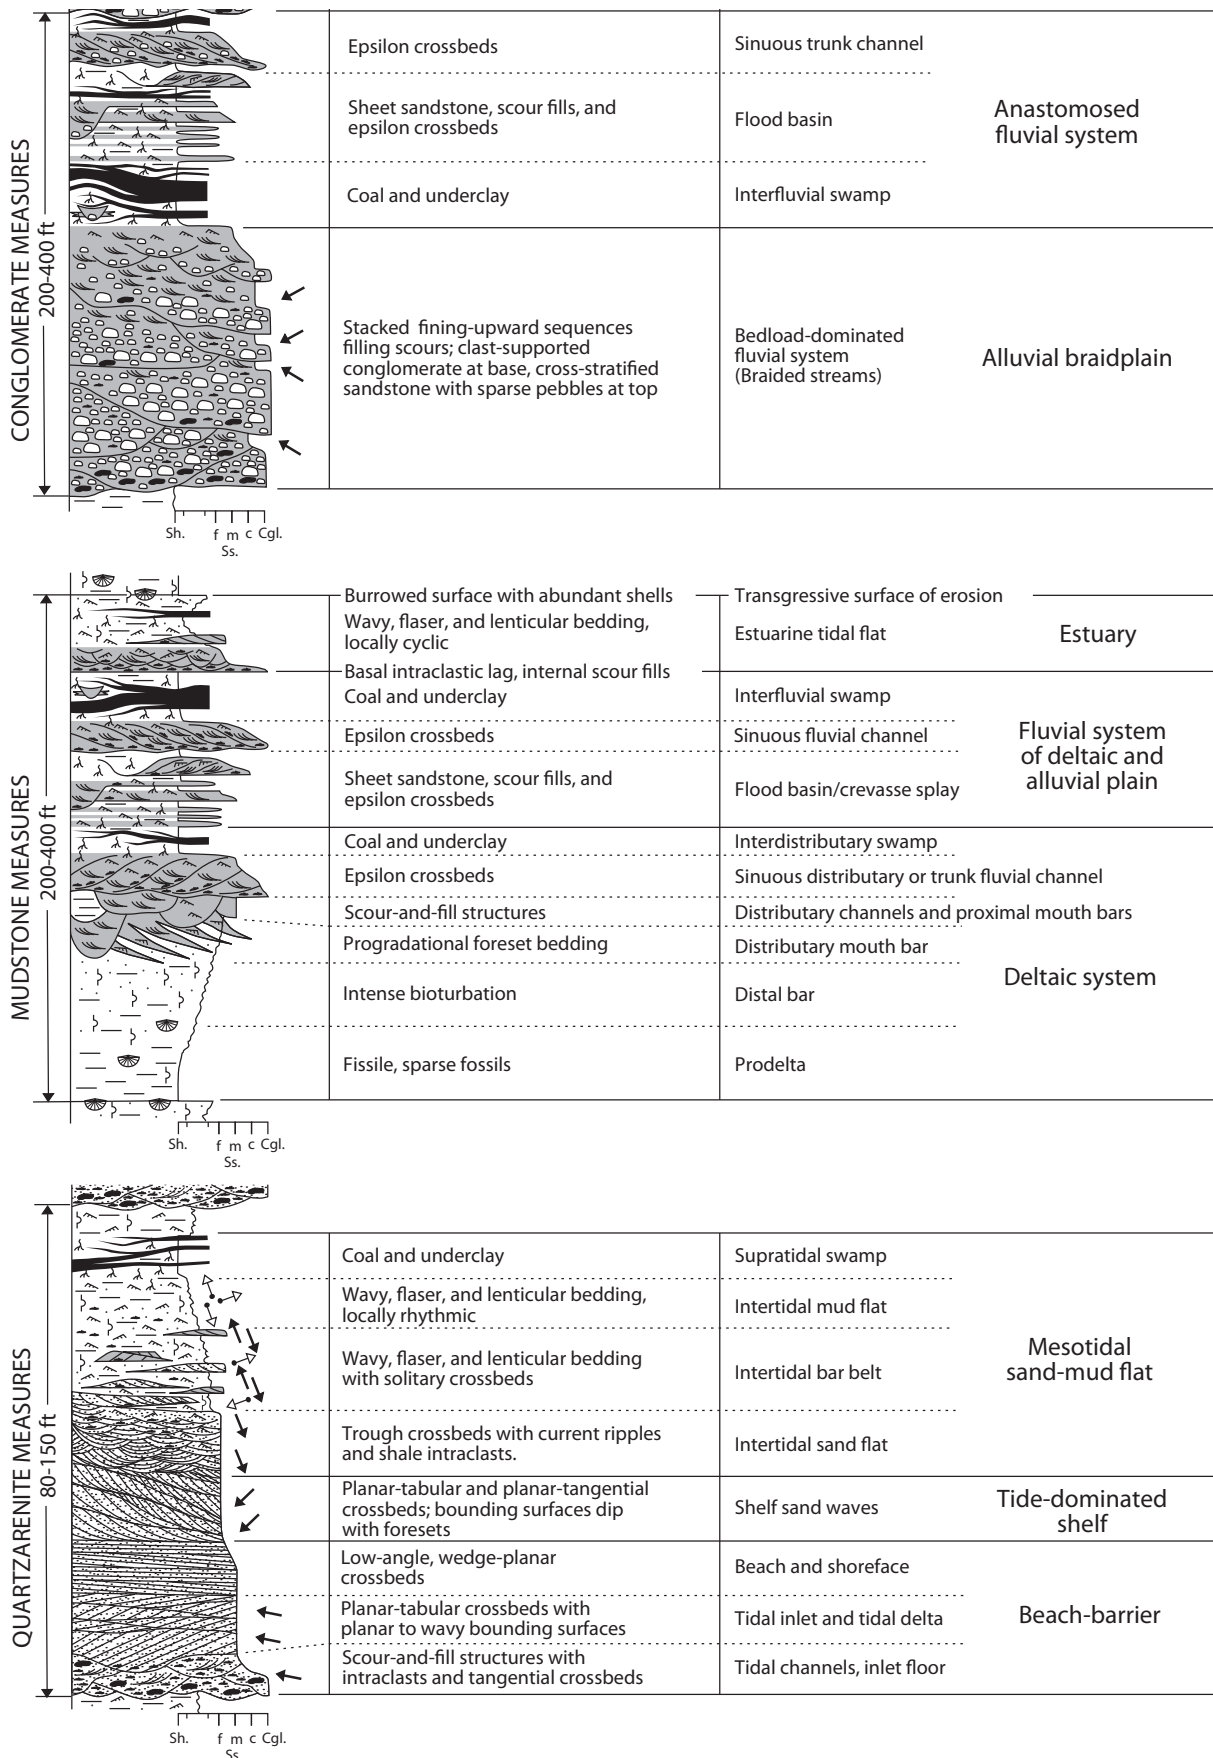 CONGLOMERATE MEASURES
200-400 ft
Epsilon crossbeds
Sinuous trunk channel
Sheet sandstone, scour fills, and
epsilon crossbeds
Flood basin
Anastomosed
fluvial system
Coal and underclay
Interfluvial swamp
Stacked fining-upward sequences
filling scours; clast-supported
conglomerate at base, cross-stratified
sandstone with sparse pebbles at top
Bedload-dominated
fluvial system
(Braided streams)
Alluvial braidplain
Sh. f m c Cgl.
Ss.
MUDSTONE MEASURES
200-400 ft
Burrowed surface with abundant shells
Transgressive surface of erosion
Wavy, flaser, and lenticular bedding,
locally cyclic
Estuarine tidal flat
Estuary
Basal intraclastic lag, internal scour fills
Coal and underclay
Interfluvial swamp
Epsilon crossbeds
Sinuous fluvial channel
Fluvial system
of deltaic and
alluvial plain
Sheet sandstone, scour fills, and
epsilon crossbeds
Flood basin/crevasse splay
Coal and underclay
Interdistributary swamp
Epsilon crossbeds
Sinuous distributary or trunk fluvial channel
Scour-and-fill structures
Distributary channels and proximal mouth bars
Progradational foreset bedding
Distributary mouth bar
Deltaic system
Intense bioturbation
Distal bar
Fissile, sparse fossils
Prodelta
Sh. f m c Cgl.
Ss.
QUARTZARENITE MEASURES
80-150 ft
Coal and underclay
Supratidal swamp
Wavy, flaser, and lenticular bedding,
locally rhythmic
Intertidal mud flat
Wavy, flaser, and lenticular bedding
with solitary crossbeds
Intertidal bar belt
Mesotidal
sand-mud flat
Trough crossbeds with current ripples
and shale intraclasts.
Intertidal sand flat
Planar-tabular and planar-tangential
crossbeds; bounding surfaces dip
with foresets
Shelf sand waves
Tide-dominated
shelf
Low-angle, wedge-planar
crossbeds
Beach and shoreface
Planar-tabular crossbeds with
planar to wavy bounding surfaces
Tidal inlet and tidal delta
Beach-barrier
Scour-and-fill structures with
intraclasts and tangential crossbeds
Tidal channels, inlet floor
Sh. f m c Cgl.
Ss.